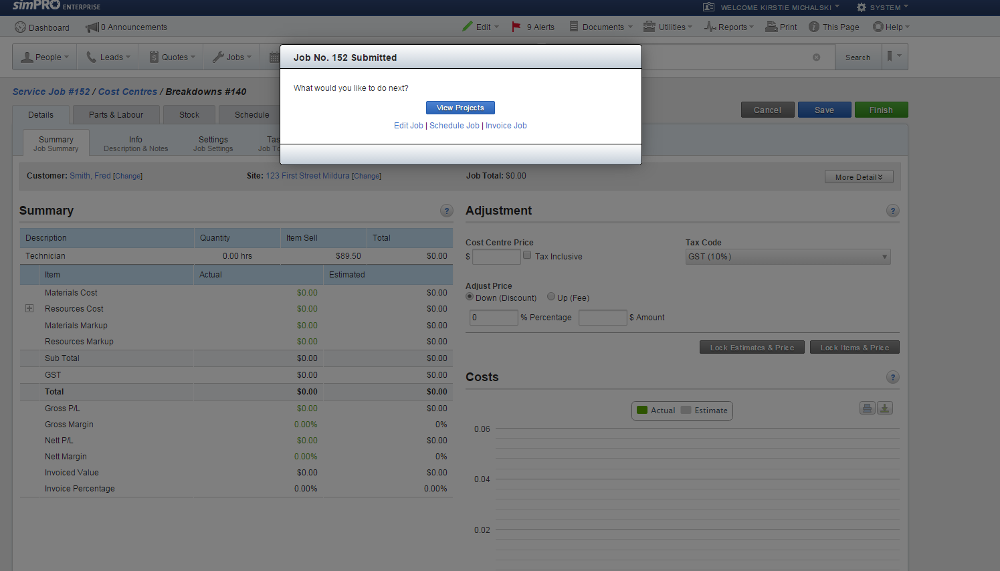 simPRO ENTERPRISE
WELCOME KIRSTIE MICHALSKI
SYSTEM
Dashboard
0 Announcements
Edit
9 Alerts
Documents
Utilities
Reports
Print
This Page
Help
People
Leads
Quotes
Jobs
Search
Job No. 152 Submitted
What would you like to do next?
View Projects
Edit Job | Schedule Job | Invoice Job
Service Job #152 / Cost Centres / Breakdowns #140
Details
Parts & Labour
Stock
Schedule
Cancel
Save
Finish
Summary
Job Summary
Info
Description & Notes
Settings
Job Settings
Customer: Smith, Fred [Change]
Site: 123 First Street Mildura [Change]
Job Total: $0.00
More Detail
Summary
?
Description Quantity Item Sell Total
Technician 0.00 hrs $89.50 $0.00
Item Actual Estimated
Materials Cost $0.00 $0.00
Resources Cost $0.00 $0.00
Materials Markup $0.00 $0.00
Resources Markup $0.00 $0.00
Sub Total $0.00 $0.00
GST $0.00 $0.00
Total $0.00 $0.00
Gross P/L $0.00 $0.00
Gross Margin 0.00% 0%
Nett P/L $0.00 $0.00
Nett Margin 0.00% 0%
Invoiced Value $0.00 $0.00
Invoice Percentage 0.00% 0.00%
Adjustment
?
Cost Centre Price
$
Tax Inclusive
Tax Code
GST (10%)
Adjust Price
Down (Discount)
Up (Fee)
0 % Percentage
$ Amount
Lock Estimates & Price
Lock Items & Price
Costs
?
Actual Estimate
0.06
0.04
0.02